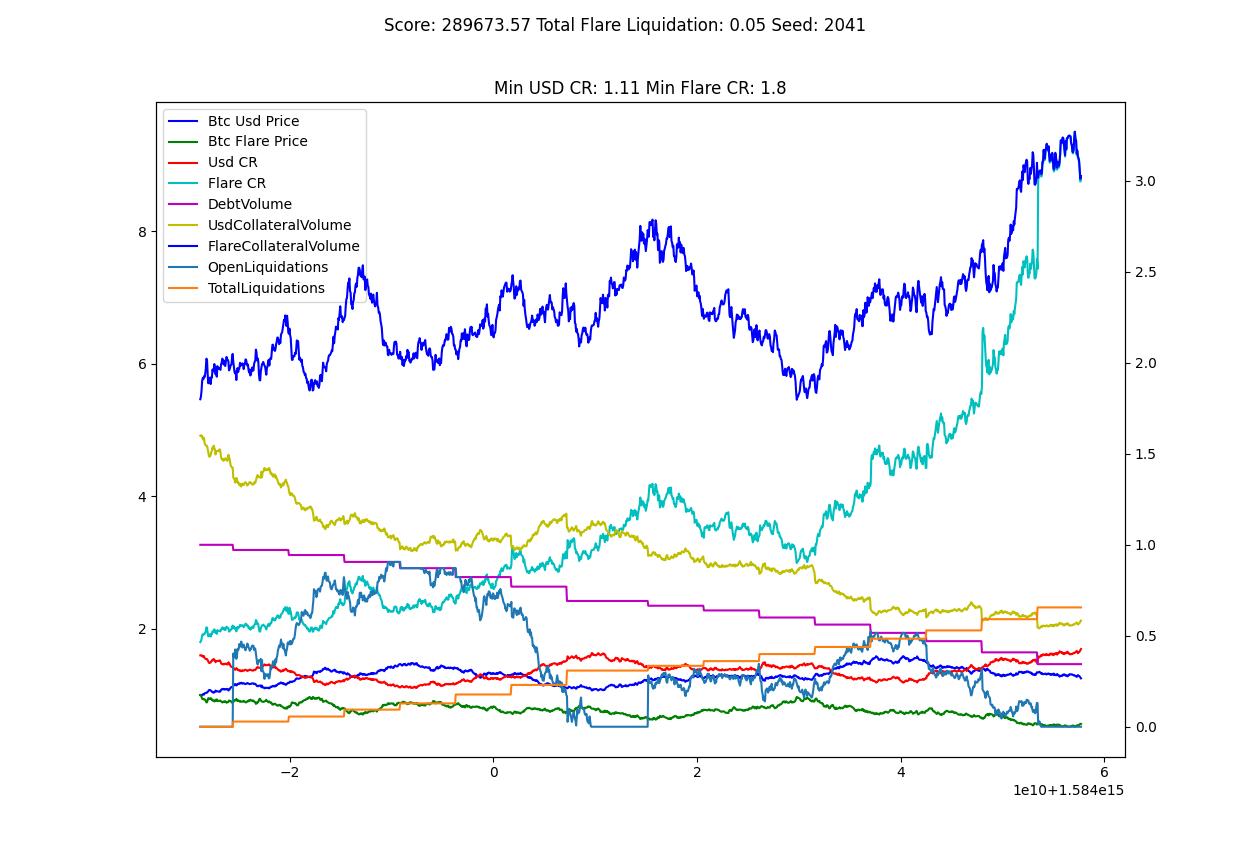 Score: 289673.57 Total Flare Liquidation: 0.05 Seed: 2041
Min USD CR: 1.11 Min Flare CR: 1.8
Btc Usd Price
Btc Flare Price
Usd CR
Flare CR
DebtVolume
UsdCollateralVolume
FlareCollateralVolume
OpenLiquidations
TotalLiquidations
8
6
4
2
3.0
2.5
2.0
1.5
1.0
0.5
0.0
−2 0 2 4 6
1e10+1.584e15